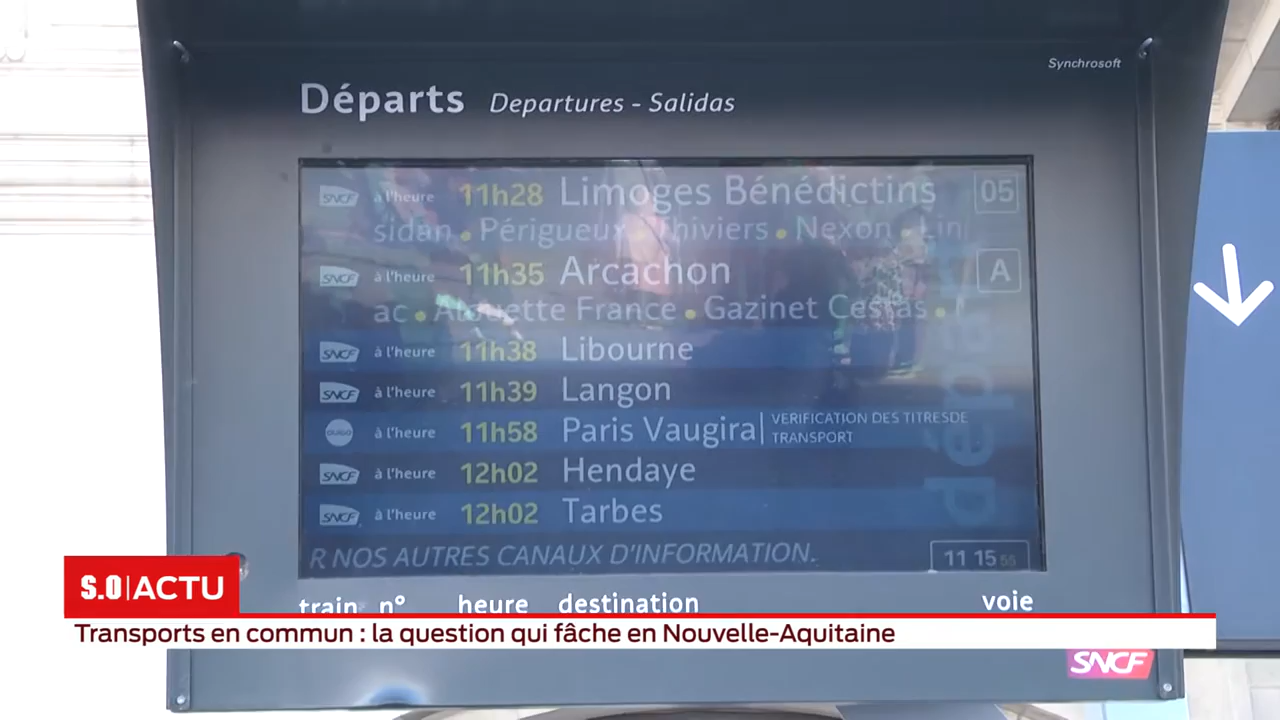 Synchrosoft
Départs Departures - Salidas
SNCF à l'heure 11h28 Limoges Bénédictins 05
sidan • Périgueux • Thiviers • Nexon • Lin
SNCF à l'heure 11h35 Arcachon A
ac • Alouette France • Gazinet Cestas •
SNCF à l'heure 11h38 Libourne
SNCF à l'heure 11h39 Langon
OUIGO à l'heure 11h58 Paris Vaugira VERIFICATION DES TITRESDE
TRANSPORT
SNCF à l'heure 12h02 Hendaye
SNCF à l'heure 12h02 Tarbes
départ
R NOS AUTRES CANAUX D'INFORMATION. 11 15 55
train n° heure destination voie
S.O ACTU
Transports en commun : la question qui fâche en Nouvelle-Aquitaine
SNCF